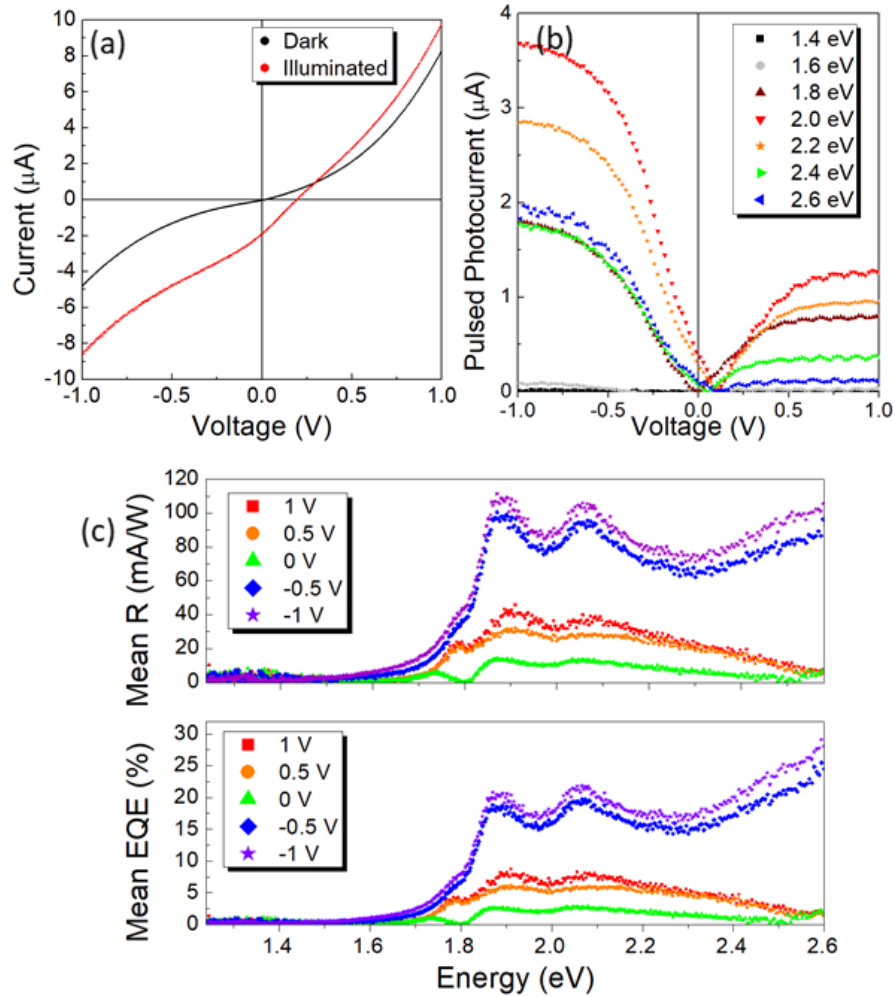 (a)
Dark
Illuminated
Current (μA)
10
8
6
4
2
0
-2
-4
-6
-8
-10
-1.0
-0.5
0.0
0.5
1.0
Voltage (V)
(b)
1.4 eV
1.6 eV
1.8 eV
2.0 eV
2.2 eV
2.4 eV
2.6 eV
Pulsed Photocurrent (μA)
4
3
2
1
0
-1.0
-0.5
0.0
0.5
1.0
Voltage (V)
(c)
Mean R (mA/W)
120
100
80
60
40
20
0
1 V
0.5 V
0 V
-0.5 V
-1 V
Mean EQE (%)
30
25
20
15
10
5
0
1 V
0.5 V
0 V
-0.5 V
-1 V
1.4
1.6
1.8
2.0
2.2
2.4
2.6
Energy (eV)